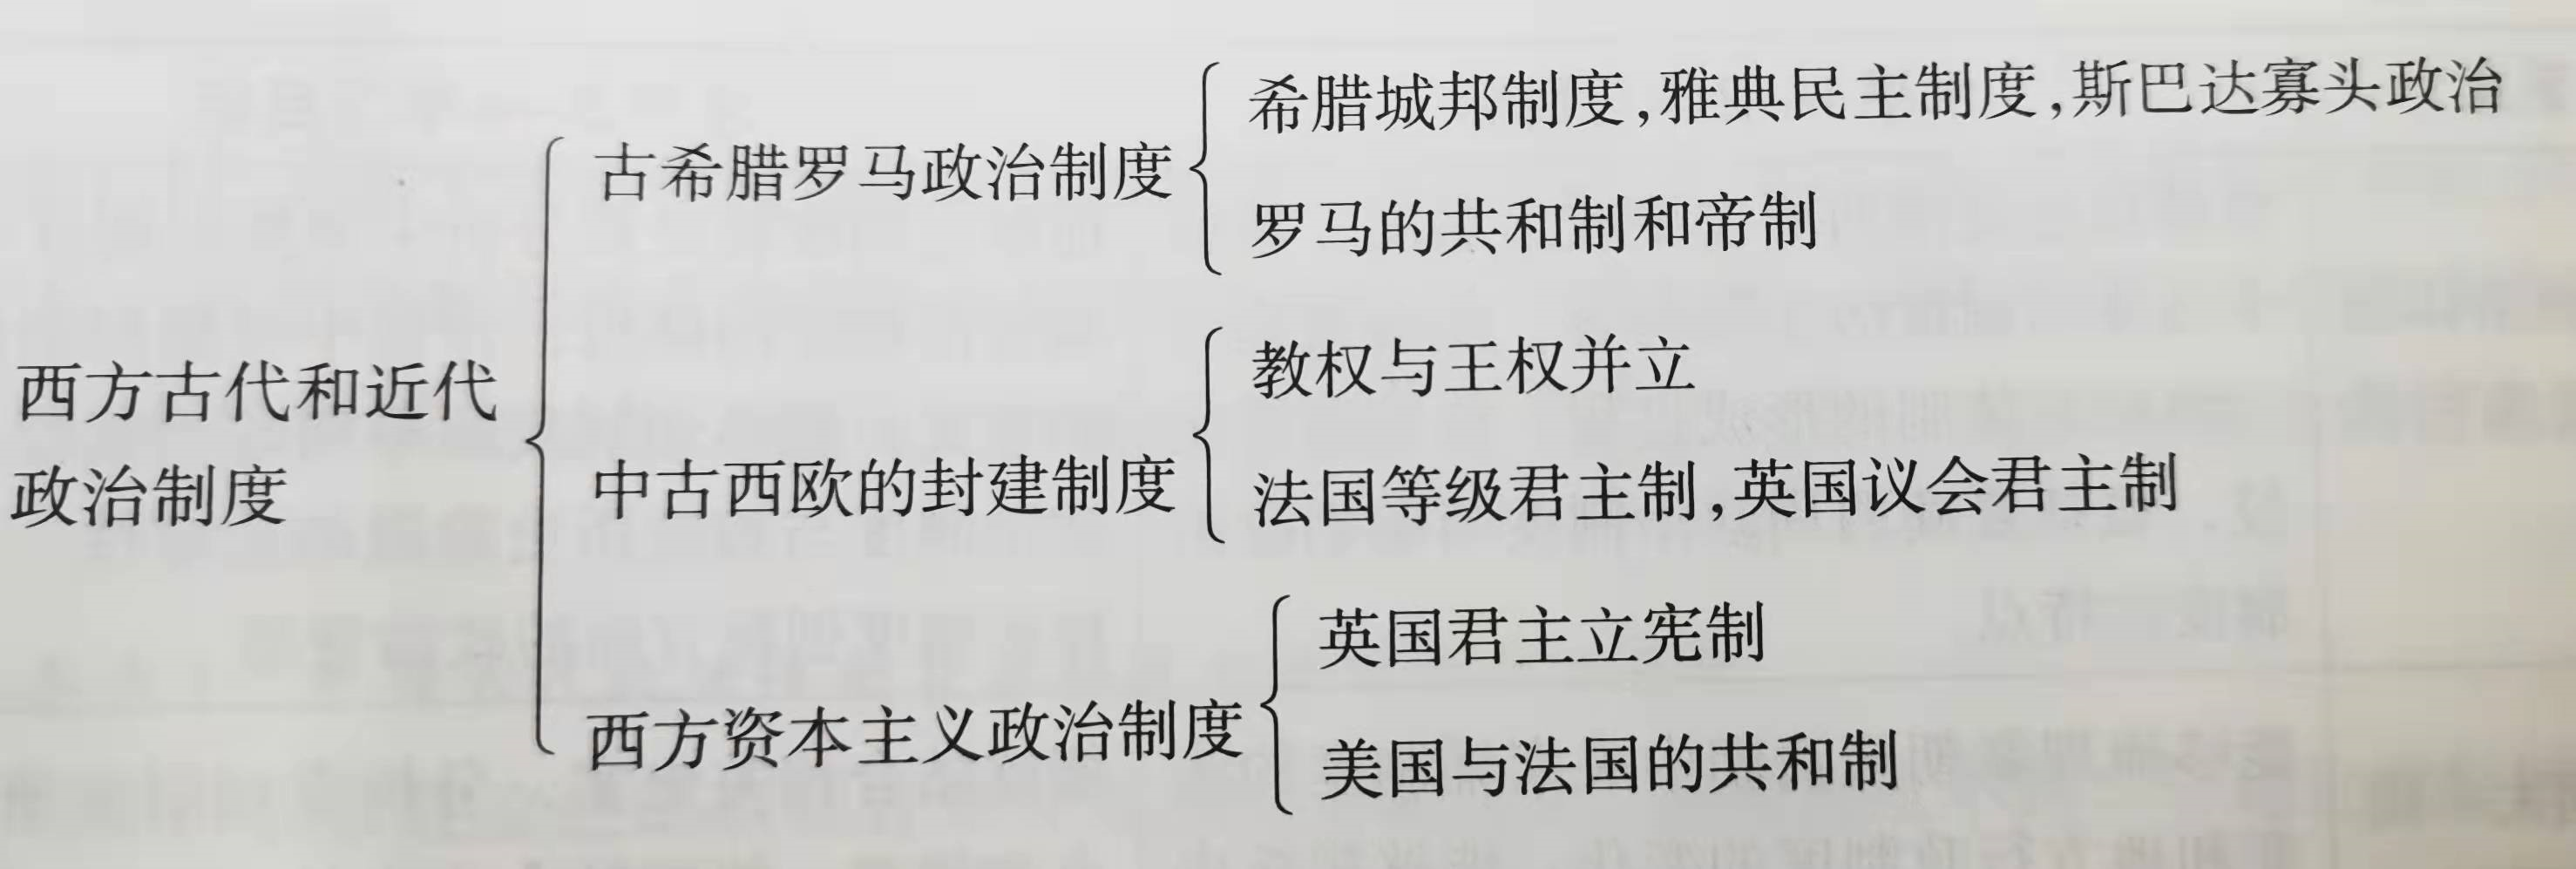 西方古代和近代
政治制度
古希腊罗马政治制度
希腊城邦制度,雅典民主制度,斯巴达寡头政治
罗马的共和制和帝制
中古西欧的封建制度
教权与王权并立
法国等级君主制,英国议会君主制
西方资本主义政治制度
英国君主立宪制
美国与法国的共和制